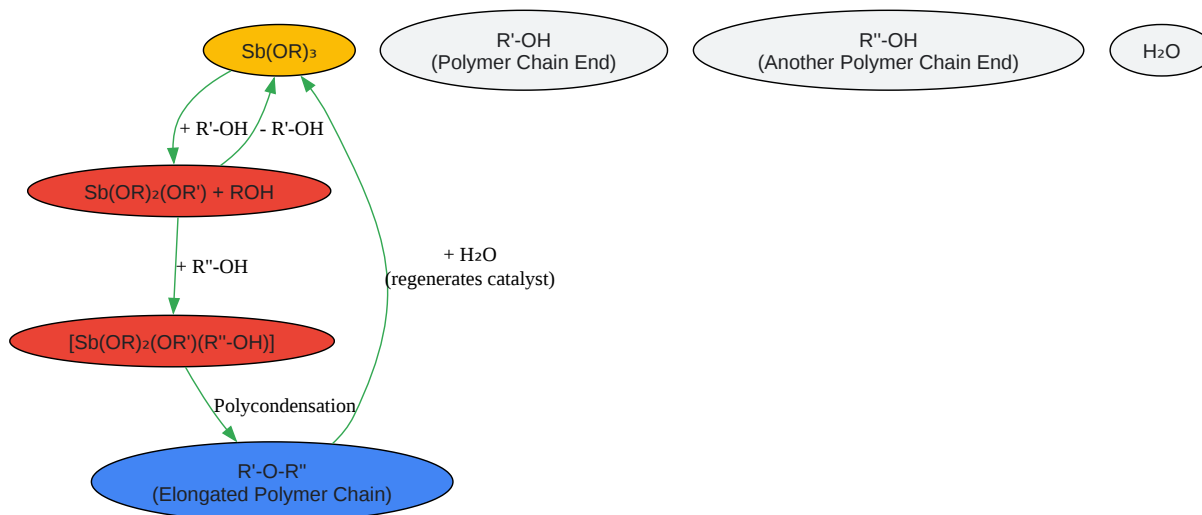 Sb(OR)₃
R'-OH
(Polymer Chain End)
R''-OH
(Another Polymer Chain End)
H₂O
+ R'-OH
- R'-OH
Sb(OR)₂(OR') + ROH
+ R''-OH
+ H₂O
(regenerates catalyst)
[Sb(OR)₂(OR')(R''-OH)]
Polycondensation
R'-O-R''
(Elongated Polymer Chain)